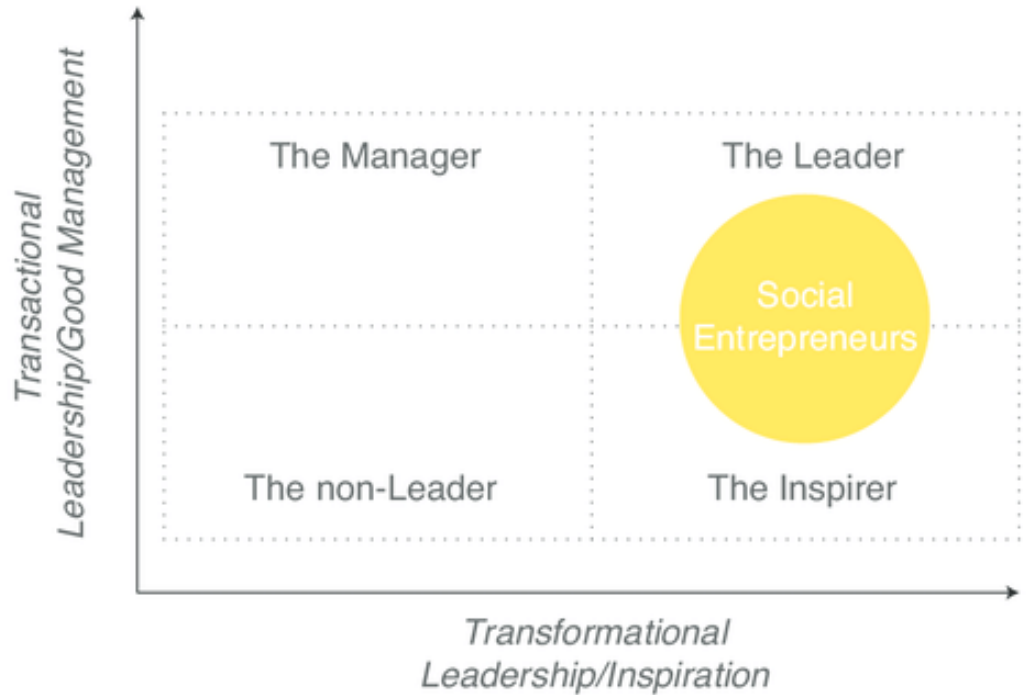 Transactional
Leadership/Good Management
The Manager
The Leader
Social
Entrepreneurs
The non-Leader
The Inspirer
Transformational
Leadership/Inspiration